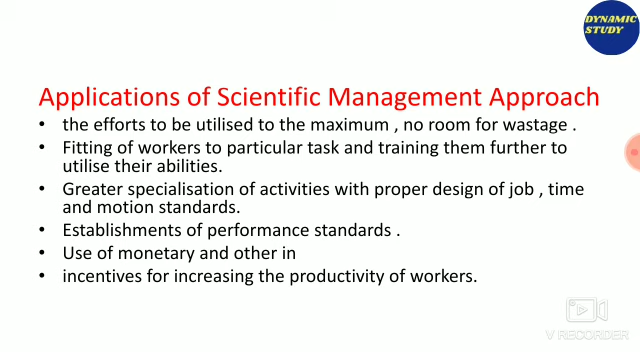 DYNAMIC
STUDY
Applications of Scientific Management Approach
• the efforts to be utilised to the maximum , no room for wastage .
• Fitting of workers to particular task and training them further to
utilise their abilities.
• Greater specialisation of activities with proper design of job , time
and motion standards.
• Establishments of performance standards .
• Use of monetary and other in
• incentives for increasing the productivity of workers.
V RECORDER